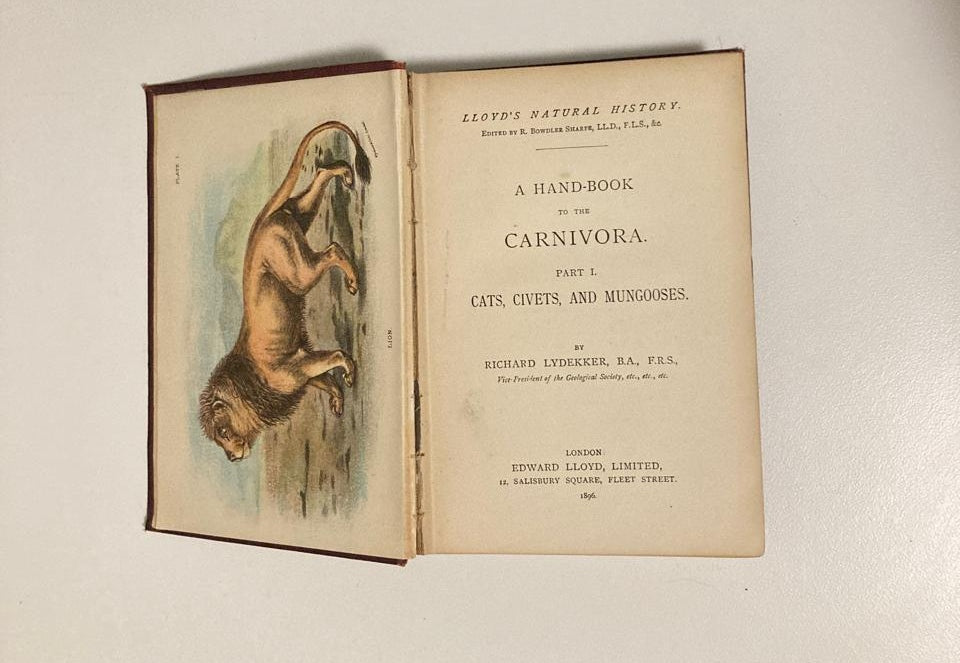 PLATE I.
LION
LLOYD'S NATURAL HISTORY.
EDITED BY R. BOWDLER SHARPE, LL.D., F.L.S., &c.
A HAND-BOOK
TO THE
CARNIVORA.
PART I.
CATS, CIVETS, AND MUNGOOSES.
BY
RICHARD LYDEKKER, B.A., F.R.S.,
Vice-President of the Geological Society, etc., etc., etc.
LONDON:
EDWARD LLOYD, LIMITED,
12, SALISBURY SQUARE, FLEET STREET.
1896.